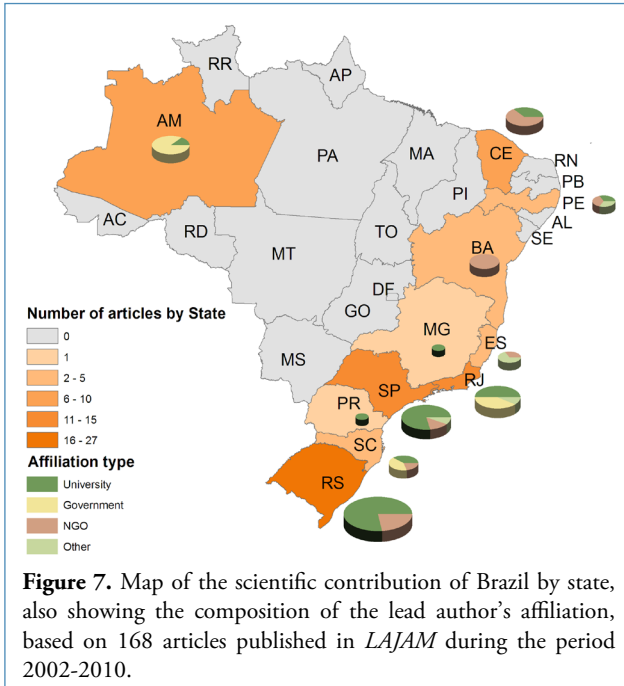 RR
AP
AM
PA
MA
CE
RN
PB
PI
PE
AL
SE
AC
RD
TO
MT
BA
DF
GO
MG
MS
ES
SP
RJ
PR
SC
RS
Number of articles by State
0
1
2 - 5
6 - 10
11 - 15
16 - 27
Affiliation type
University
Government
NGO
Other
Figure 7. Map of the scientific contribution of Brazil by state,
also showing the composition of the lead author’s affiliation,
based on 168 articles published in LAJAM during the period
2002-2010.